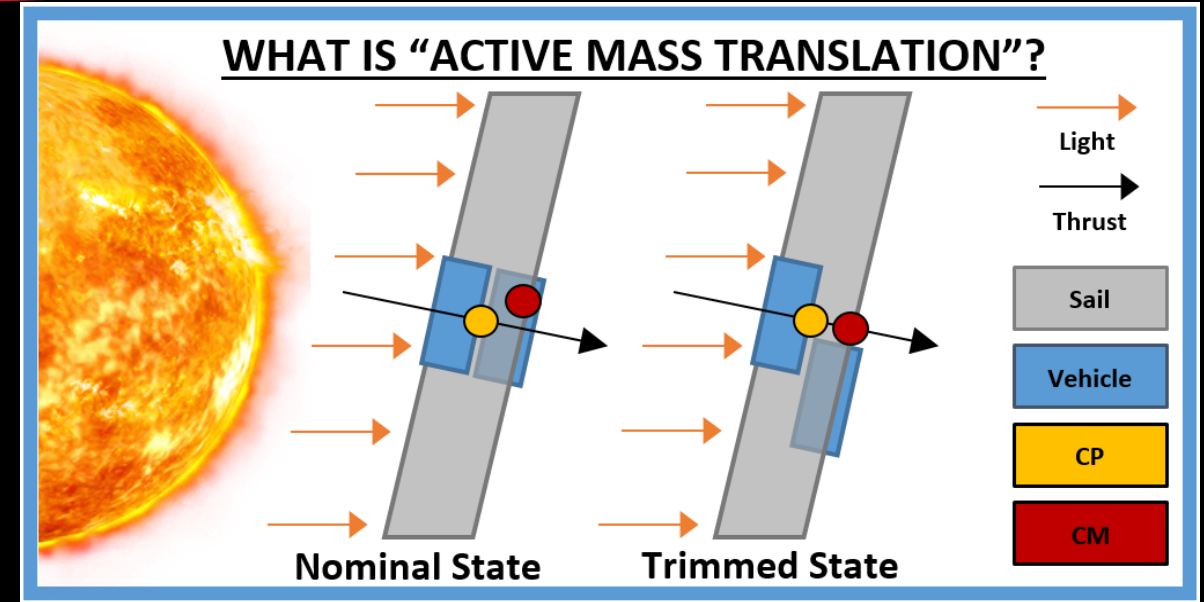 WHAT IS “ACTIVE MASS TRANSLATION”?
Light
Thrust
Sail
Vehicle
CP
CM
Nominal State
Trimmed State